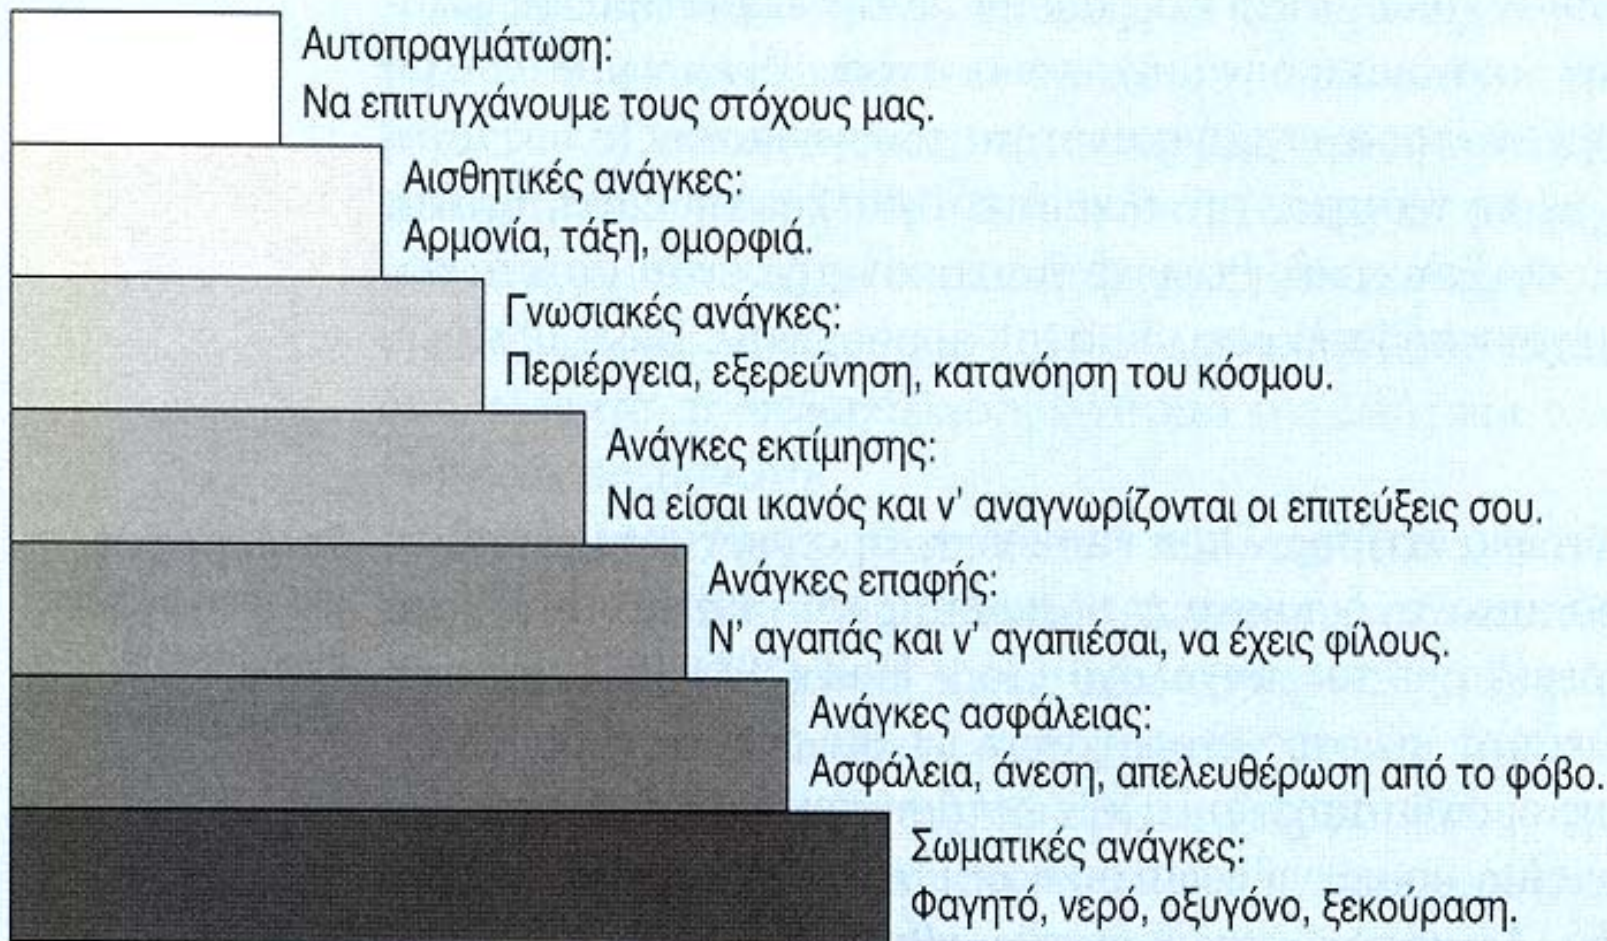 Αυτοπραγμάτωση:
Να επιτυγχάνουμε τους στόχους μας.
Αισθητικές ανάγκες:
Αρμονία, τάξη, ομορφιά.
Γνωσιακές ανάγκες:
Περιέργεια, εξερεύνηση, κατανόηση του κόσμου.
Ανάγκες εκτίμησης:
Να είσαι ικανός και ν' αναγνωρίζονται οι επιτεύξεις σου.
Ανάγκες επαφής:
Ν' αγαπάς και ν' αγαπιέσαι, να έχεις φίλους.
Ανάγκες ασφάλειας:
Ασφάλεια, άνεση, απελευθέρωση από το φόβο.
Σωματικές ανάγκες:
Φαγητό, νερό, οξυγόνο, ξεκούραση.